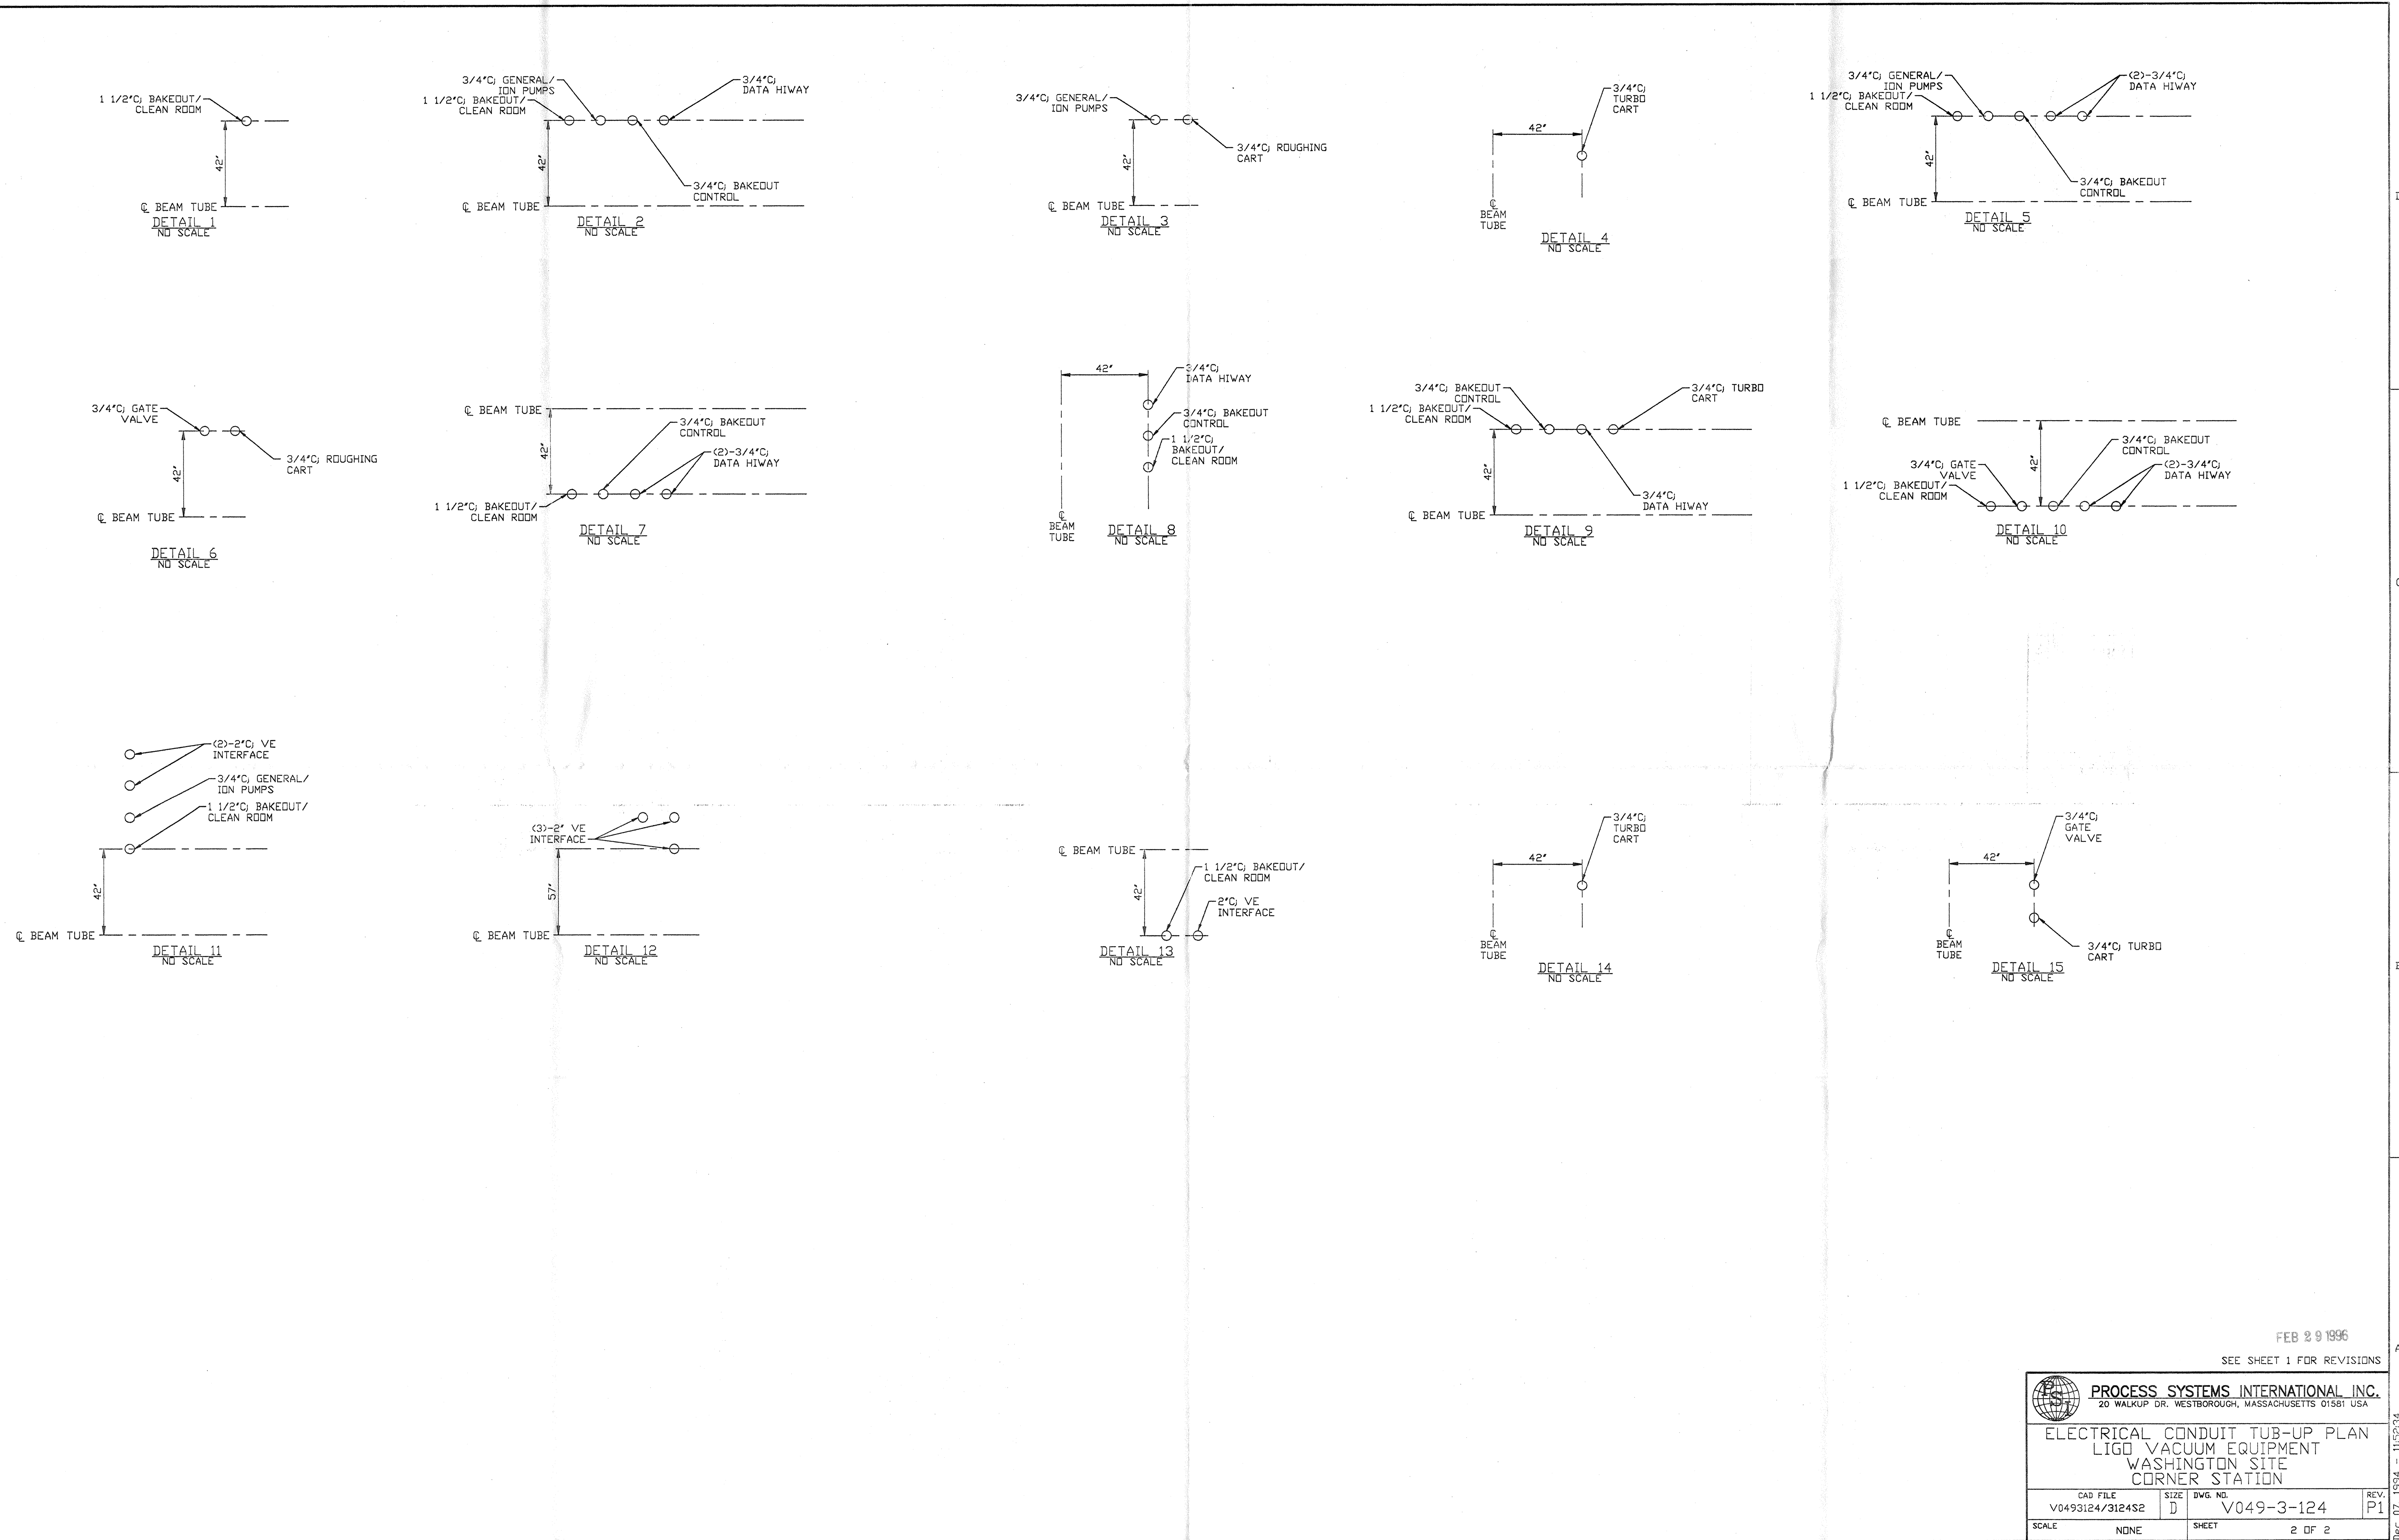 1 1/2"C; BAKEOUT/
CLEAN ROOM
42"
℄ BEAM TUBE
DETAIL 1
NO SCALE
3/4"C; GENERAL/
ION PUMPS
1 1/2"C; BAKEOUT/
CLEAN ROOM
3/4"C;
DATA HIWAY
42"
3/4"C; BAKEOUT
CONTROL
℄ BEAM TUBE
DETAIL 2
NO SCALE
3/4"C; GENERAL/
ION PUMPS
42"
3/4"C; ROUGHING
CART
℄ BEAM TUBE
DETAIL 3
NO SCALE
3/4"C;
TURBO
CART
42"
℄
BEAM
TUBE
DETAIL 4
NO SCALE
3/4"C; GENERAL/
ION PUMPS
1 1/2"C; BAKEOUT/
CLEAN ROOM
(2)-3/4"C;
DATA HIWAY
42"
3/4"C; BAKEOUT
CONTROL
℄ BEAM TUBE
DETAIL 5
NO SCALE
3/4"C; GATE
VALVE
42"
3/4"C; ROUGHING
CART
℄ BEAM TUBE
DETAIL 6
NO SCALE
℄ BEAM TUBE
42"
3/4"C; BAKEOUT
CONTROL
(2)-3/4"C;
DATA HIWAY
1 1/2"C; BAKEOUT/
CLEAN ROOM
DETAIL 7
NO SCALE
42"
3/4"C;
DATA HIWAY
3/4"C; BAKEOUT
CONTROL
1 1/2"C;
BAKEOUT/
CLEAN ROOM
℄
BEAM
TUBE
DETAIL 8
NO SCALE
3/4"C; BAKEOUT
CONTROL
1 1/2"C; BAKEOUT/
CLEAN ROOM
3/4"C; TURBO
CART
42"
3/4"C;
DATA HIWAY
℄ BEAM TUBE
DETAIL 9
NO SCALE
℄ BEAM TUBE
42"
3/4"C; BAKEOUT
CONTROL
3/4"C; GATE
VALVE
(2)-3/4"C;
DATA HIWAY
1 1/2"C; BAKEOUT/
CLEAN ROOM
DETAIL 10
NO SCALE
(2)-2"C; VE
INTERFACE
3/4"C; GENERAL/
ION PUMPS
1 1/2"C; BAKEOUT/
CLEAN ROOM
42"
℄ BEAM TUBE
DETAIL 11
NO SCALE
(3)-2" VE
INTERFACE
57"
℄ BEAM TUBE
DETAIL 12
NO SCALE
℄ BEAM TUBE
42"
1 1/2"C; BAKEOUT/
CLEAN ROOM
2"C; VE
INTERFACE
DETAIL 13
NO SCALE
3/4"C;
TURBO
CART
42"
℄
BEAM
TUBE
DETAIL 14
NO SCALE
3/4"C;
GATE
VALVE
42"
℄
BEAM
TUBE
3/4"C; TURBO
CART
DETAIL 15
NO SCALE
FEB 29 1996
SEE SHEET 1 FOR REVISIONS
PSI
PROCESS SYSTEMS INTERNATIONAL INC.
20 WALKUP DR. WESTBOROUGH, MASSACHUSETTS 01581 USA
ELECTRICAL CONDUIT TUB-UP PLAN
LIGO VACUUM EQUIPMENT
WASHINGTON SITE
CORNER STATION
CAD FILE
V0493124/3124S2
SIZE
D
DWG. NO.
V049-3-124
REV.
P1
SCALE
NONE
SHEET
2 OF 2